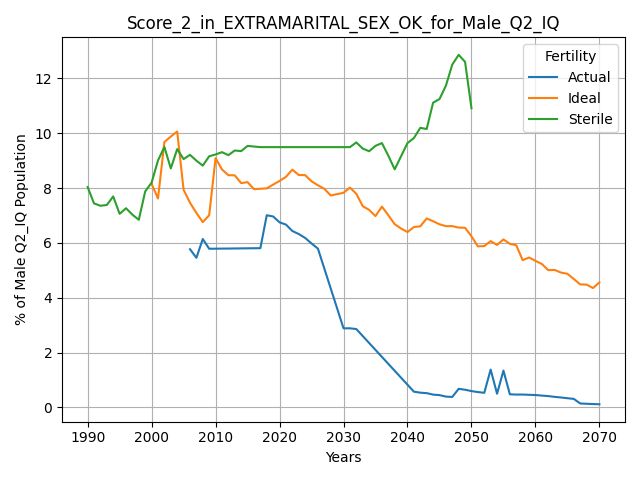 Score_2_in_EXTRAMARITAL_SEX_OK_for_Male_Q2_IQ
Fertility
Actual
Ideal
Sterile
% of Male Q2_IQ Population
12
10
8
6
4
2
0
1990 2000 2010 2020 2030 2040 2050 2060 2070
Years